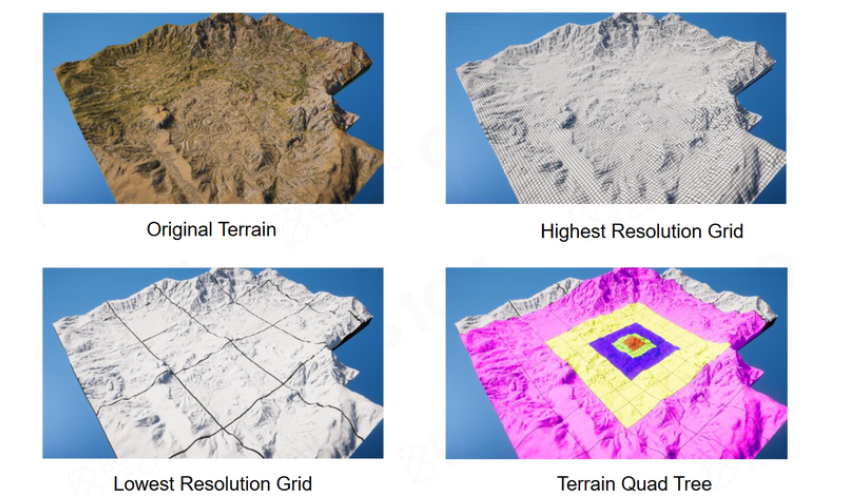 Original Terrain
Highest Resolution Grid
Lowest Resolution Grid
Terrain Quad Tree